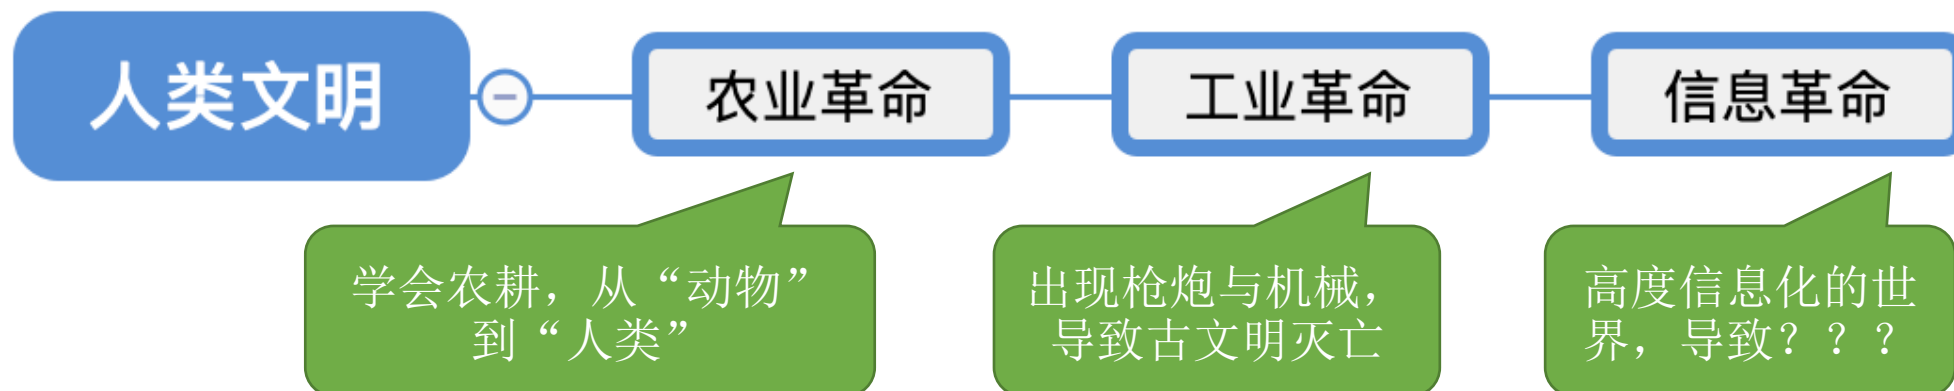 人类文明
农业革命
工业革命
信息革命
学会农耕，从“动物”
到“人类”
出现枪炮与机械，
导致古文明灭亡
高度信息化的世
界，导致？？？